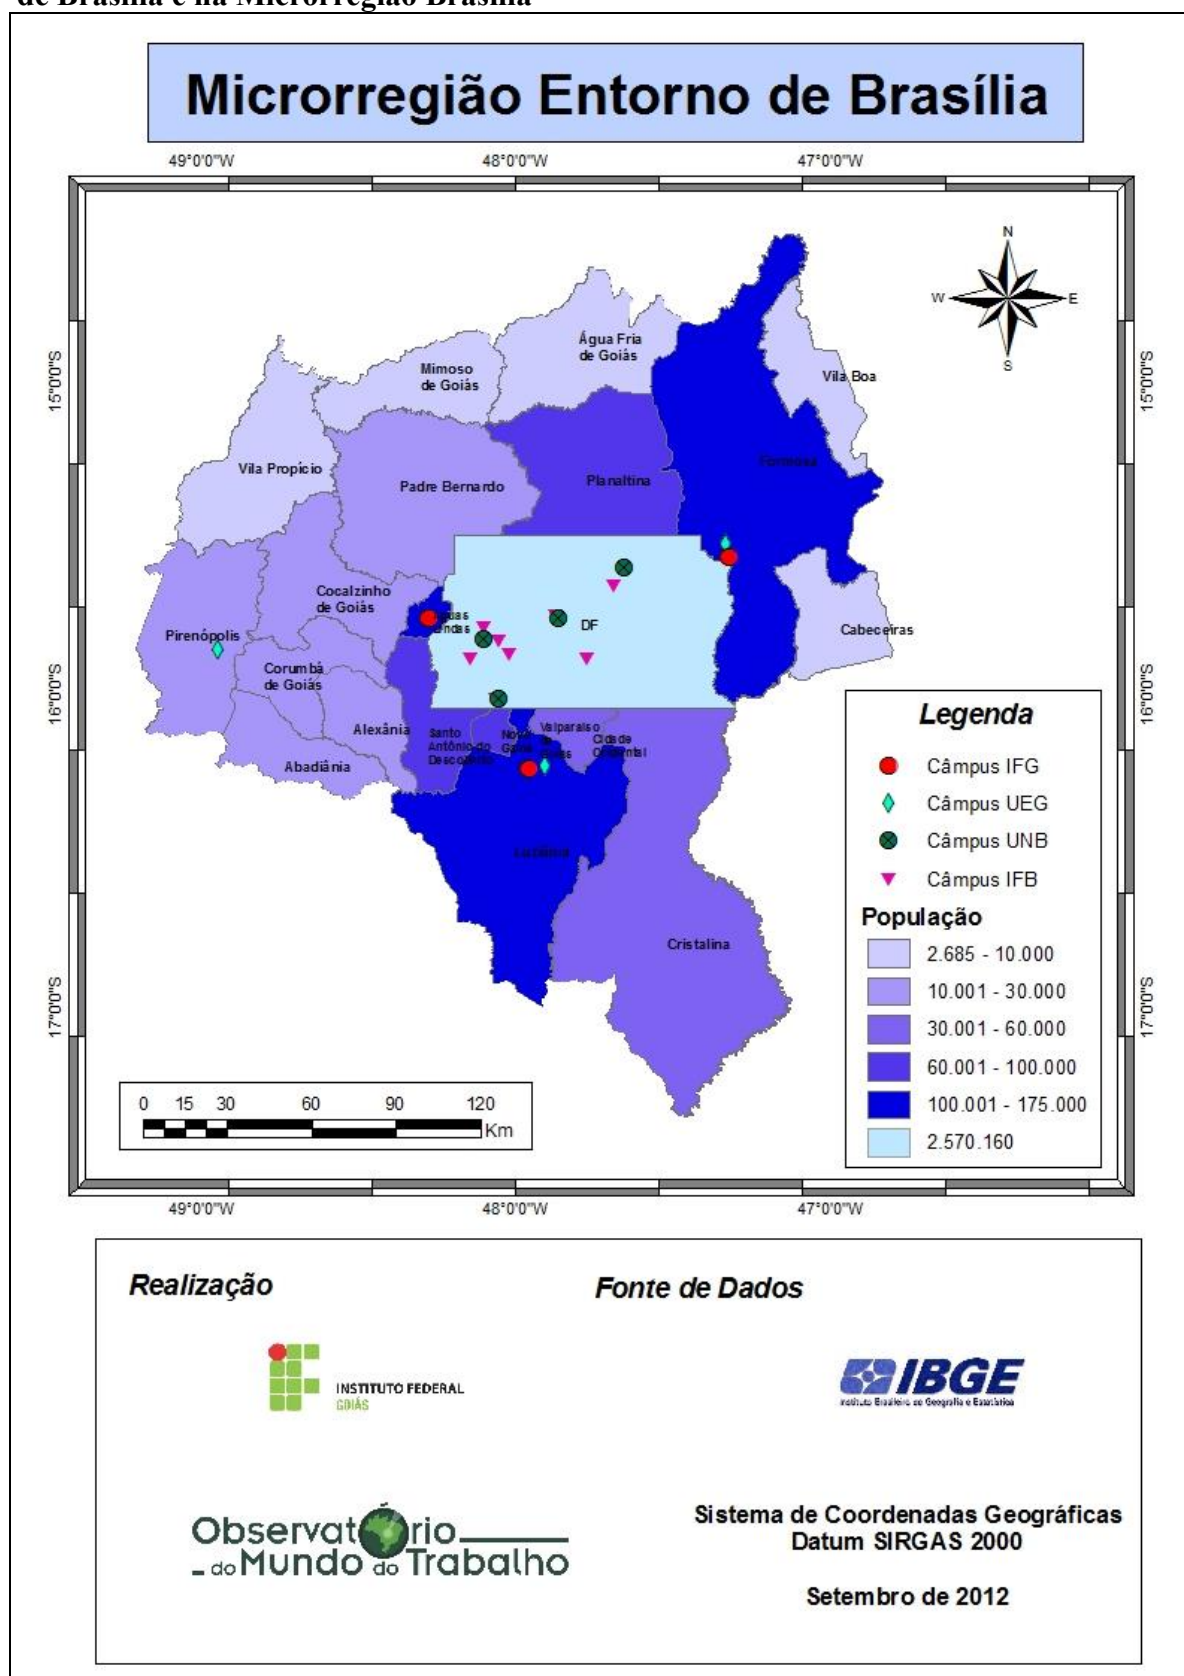 de Brasília e na Microrregião Brasília
Microrregião Entorno de Brasília
49°0'0"W 48°0'0"W 47°0'0"W
15°0'0"S
15°0'0"S
16°0'0"S
16°0'0"S
17°0'0"S
17°0'0"S
N
W E
S
Água Fria
de Goiás
Mimoso
de Goiás
Vila Boa
Vila Propício
Padre Bernardo
Planaltina
Formosa
Cocalzinho
de Goiás
DF
Pirenópolis
Cabeceiras
Corumbá
de Goiás
Alexânia
Abadiânia
Santo
Antônio do
Descoberto
Novo
Gama
Valparaíso
de
Goiás
Cidade
Ocidental
Luziânia
Cristalina
Legenda
Câmpus IFG
Câmpus UEG
Câmpus UNB
Câmpus IFB
População
2.685 - 10.000
10.001 - 30.000
30.001 - 60.000
60.001 - 100.000
100.001 - 175.000
2.570.160
0 15 30 60 90 120
Km
49°0'0"W 48°0'0"W 47°0'0"W
Realização
Fonte de Dados
INSTITUTO FEDERAL
GOIÁS
IBGE
Instituto Brasileiro de Geografia e Estatística
Observatório
do Mundo do Trabalho
Sistema de Coordenadas Geográficas
Datum SIRGAS 2000
Setembro de 2012